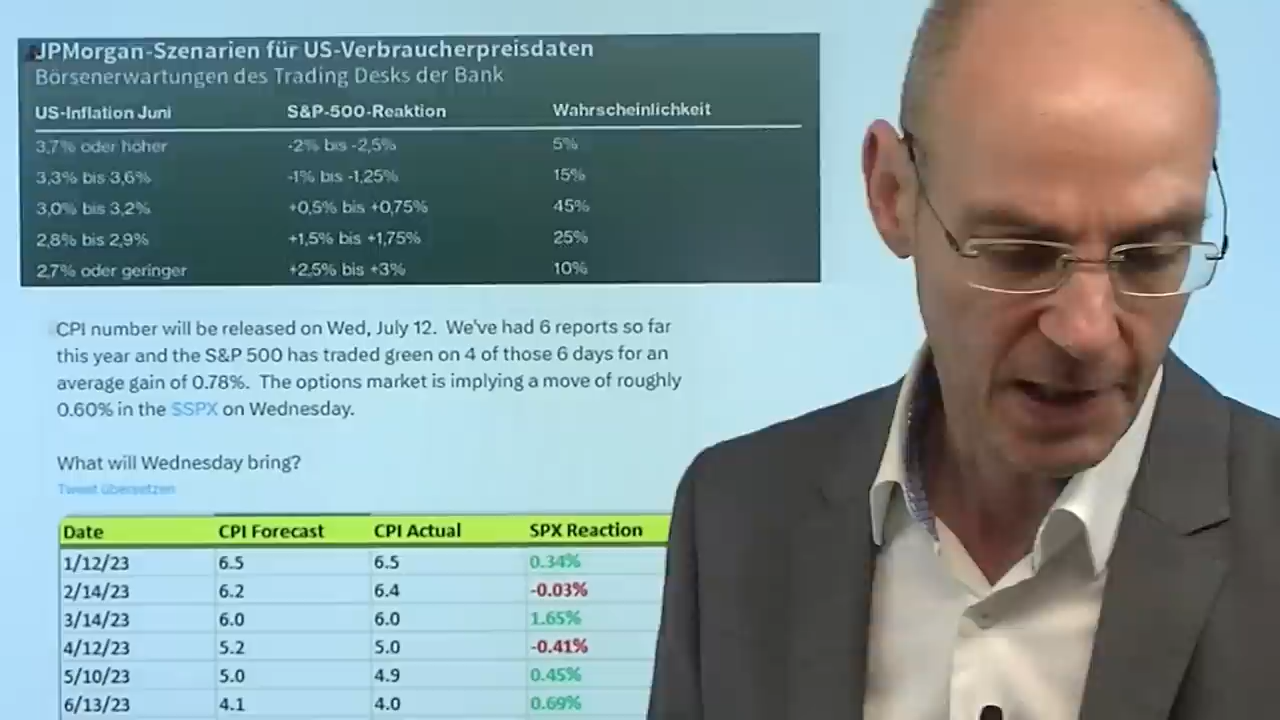 JPMorgan-Szenarien für US-Verbraucherpreisdaten
Börsenerwartungen des Trading Desks der Bank
US-Inflation Juni S&P-500-Reaktion Wahrscheinlichkeit
3,7% oder höher -2% bis -2,5% 5%
3,3% bis 3,6% -1% bis -1,25% 15%
3,0% bis 3,2% +0,5% bis +0,75% 45%
2,8% bis 2,9% +1,5% bis +1,75% 25%
2,7% oder geringer +2,5% bis +3% 10%
CPI number will be released on Wed, July 12. We've had 6 reports so far
this year and the S&P 500 has traded green on 4 of those 6 days for an
average gain of 0.78%. The options market is implying a move of roughly
0.60% in the $SPX on Wednesday.
What will Wednesday bring?
Tweet übersetzen
Date CPI Forecast CPI Actual SPX Reaction
1/12/23 6.5 6.5 0.34%
2/14/23 6.2 6.4 -0.03%
3/14/23 6.0 6.0 1.65%
4/12/23 5.2 5.0 -0.41%
5/10/23 5.0 4.9 0.45%
6/13/23 4.1 4.0 0.69%